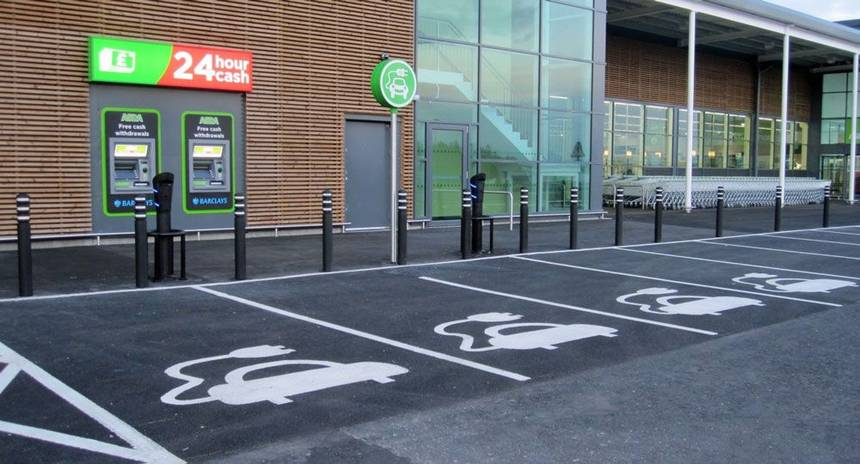 £
24 hour
cash
ASDA
Free cash
withdrawals
BARCLAYS
ASDA
Free cash
withdrawals
BARCLAYS